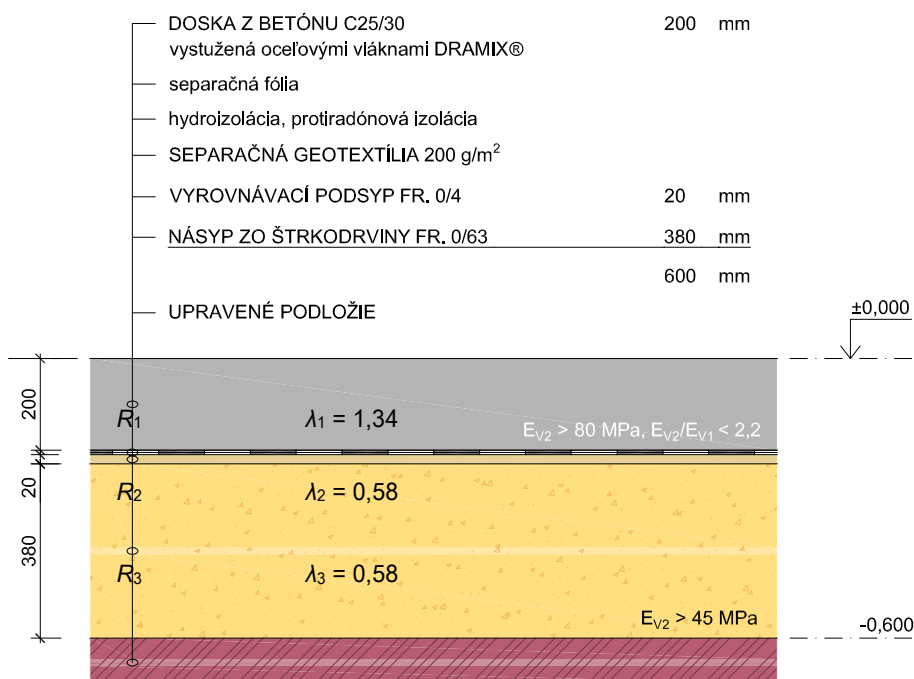 DOSKA Z BETÓNU C25/30 200 mm
vystužená oceľovými vláknami DRAMIX®
separačná fólia
hydroizolácia, protiradónová izolácia
SEPARAČNÁ GEOTEXTÍLIA 200 g/m²
VYROVNÁVACÍ PODSYP FR. 0/4 20 mm
NÁSYP ZO ŠTRKODRVINY FR. 0/63 380 mm
600 mm
UPRAVENÉ PODLOŽIE
±0,000
200
R1 λ1 = 1,34
EV2 > 80 MPa, EV2/EV1 < 2,2
20
R2 λ2 = 0,58
380
R3 λ3 = 0,58
EV2 > 45 MPa
-0,600